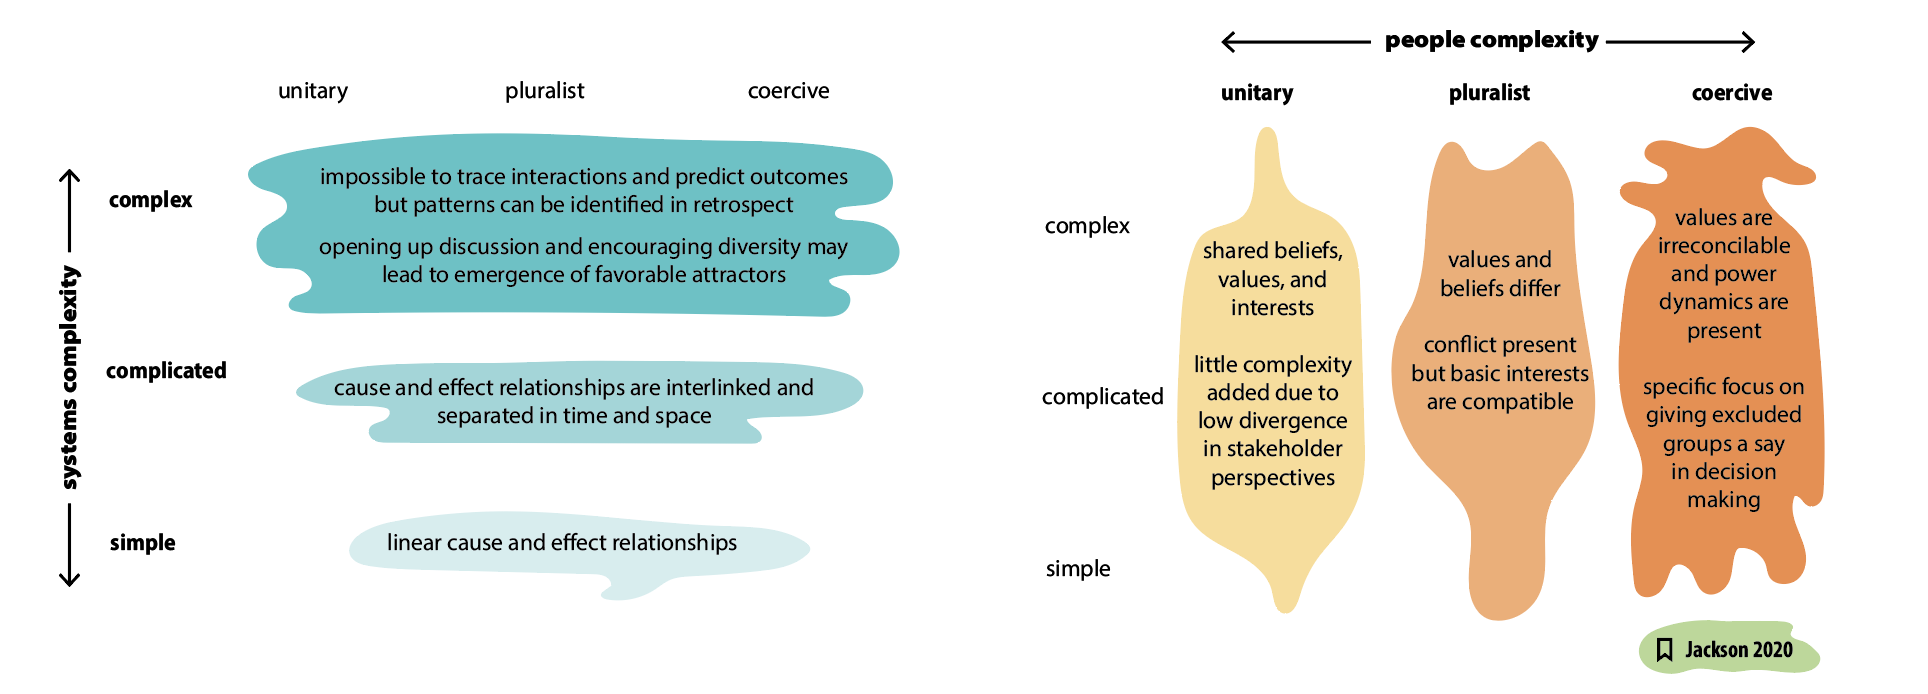 unitary
pluralist
coercive
systems complexity
complex
impossible to trace interactions and predict outcomes
but patterns can be identified in retrospect
opening up discussion and encouraging diversity may
lead to emergence of favorable attractors
complicated
cause and effect relationships are interlinked and
separated in time and space
simple
linear cause and effect relationships
people complexity
unitary
pluralist
coercive
complex
complicated
simple
shared beliefs,
values, and
interests
little complexity
added due to
low divergence
in stakeholder
perspectives
values and
beliefs differ
conflict present
but basic interests
are compatible
values are
irreconcilable
and power
dynamics are
present
specific focus on
giving excluded
groups a say
in decision
making
Jackson 2020